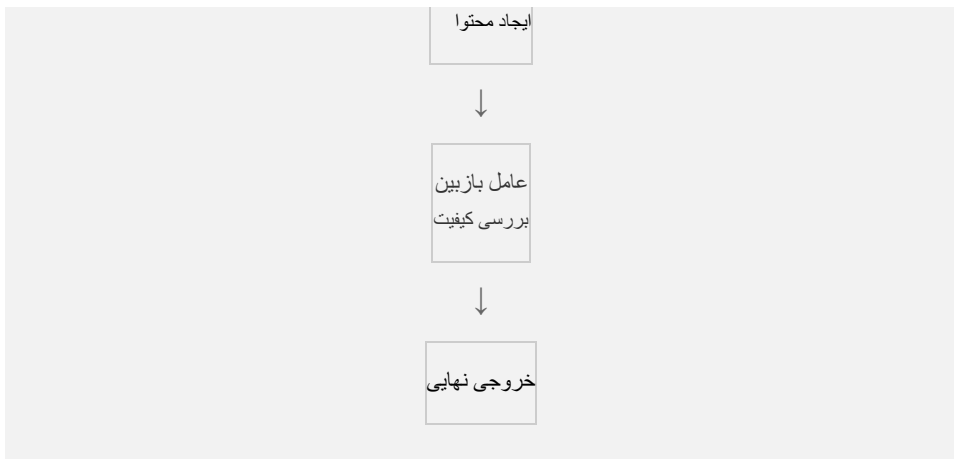 ایجاد محتوا
↓
عامل بازبین
بررسی کیفیت
↓
خروجی نهایی